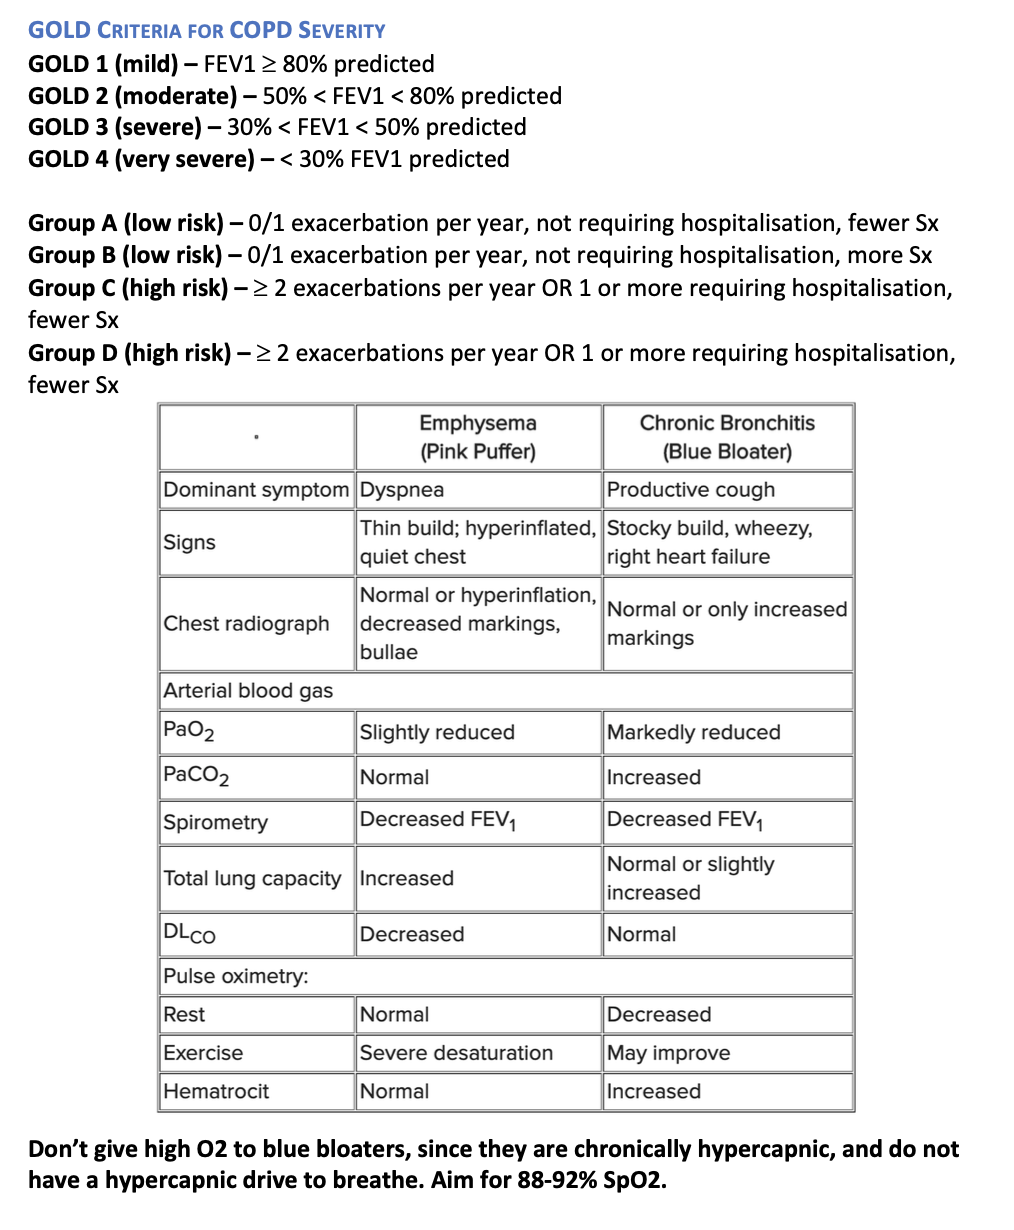 GOLD CRITERIA FOR COPD SEVERITY
GOLD 1 (mild) – FEV1 ≥ 80% predicted
GOLD 2 (moderate) – 50% < FEV1 < 80% predicted
GOLD 3 (severe) – 30% < FEV1 < 50% predicted
GOLD 4 (very severe) – < 30% FEV1 predicted
Group A (low risk) – 0/1 exacerbation per year, not requiring hospitalisation, fewer Sx
Group B (low risk) – 0/1 exacerbation per year, not requiring hospitalisation, more Sx
Group C (high risk) – ≥ 2 exacerbations per year OR 1 or more requiring hospitalisation,
fewer Sx
Group D (high risk) – ≥ 2 exacerbations per year OR 1 or more requiring hospitalisation,
fewer Sx
Emphysema
(Pink Puffer)
Chronic Bronchitis
(Blue Bloater)
Dominant symptom
Dyspnea
Productive cough
Signs
Thin build; hyperinflated,
quiet chest
Stocky build, wheezy,
right heart failure
Chest radiograph
Normal or hyperinflation,
decreased markings,
bullae
Normal or only increased
markings
Arterial blood gas
PaO2
Slightly reduced
Markedly reduced
PaCO2
Normal
Increased
Spirometry
Decreased FEV1
Decreased FEV1
Total lung capacity
Increased
Normal or slightly
increased
DLCO
Decreased
Normal
Pulse oximetry:
Rest
Normal
Decreased
Exercise
Severe desaturation
May improve
Hematrocit
Normal
Increased
Don't give high O2 to blue bloaters, since they are chronically hypercapnic, and do not
have a hypercapnic drive to breathe. Aim for 88-92% SpO2.